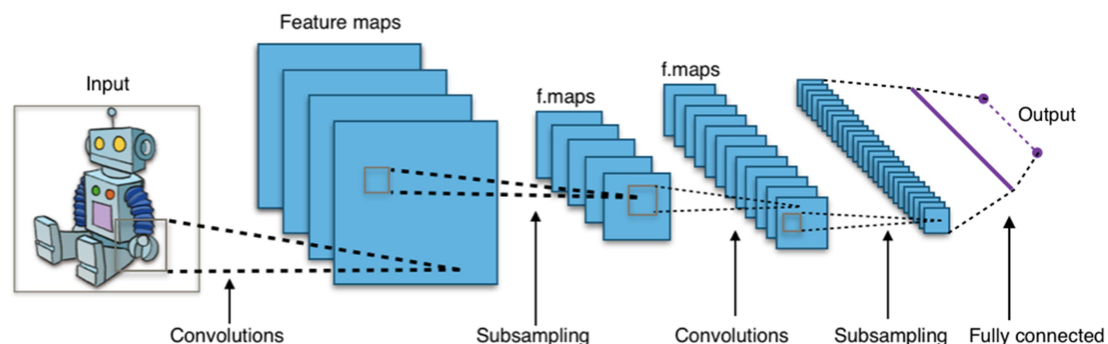 Feature maps
Input
f.maps
f.maps
Output
Convolutions
Subsampling
Convolutions
Subsampling
Fully connected